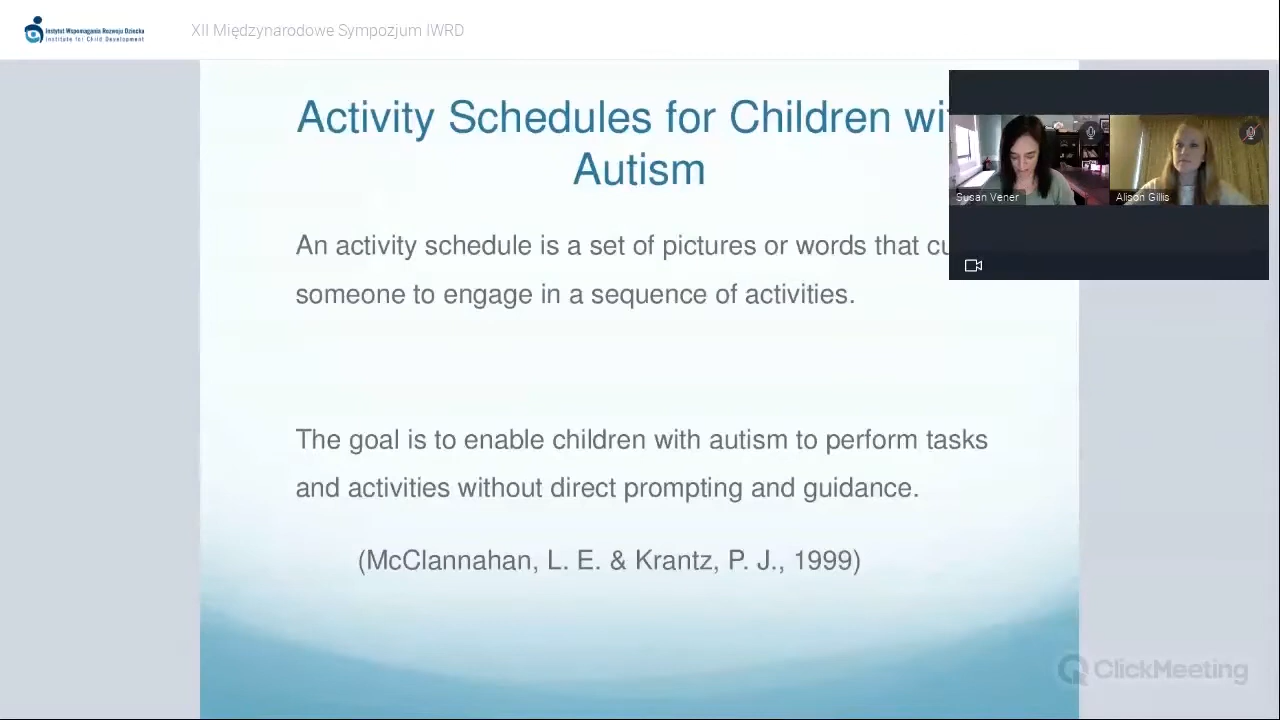 Instytut Wspomagania Rozwoju Dziecka
Institute for Child Development
XII Międzynarodowe Sympozjum IWRD
Activity Schedules for Children wi
Autism
An activity schedule is a set of pictures or words that cu
someone to engage in a sequence of activities.
The goal is to enable children with autism to perform tasks
and activities without direct prompting and guidance.
(McClannahan, L. E. & Krantz, P. J., 1999)
Susan Vener
Alison Gillis
ClickMeeting